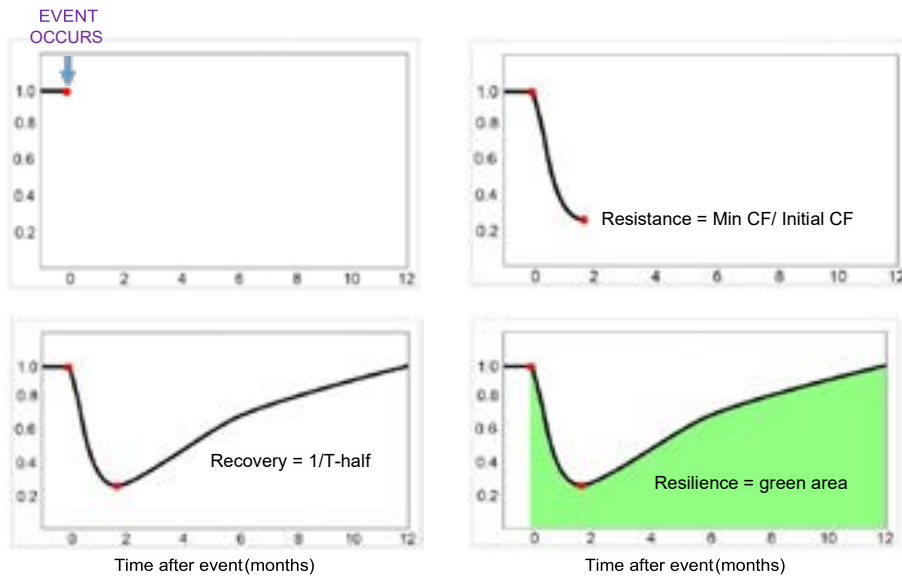 EVENT
OCCURS
1.0
0.8
0.6
0.4
0.2
0 2 4 6 8 10 12
1.0
0.8
0.6
0.4
0.2
Resistance = Min CF/ Initial CF
0 2 4 6 8 10 12
1.0
0.8
0.6
0.4
0.2
Recovery = 1/T-half
0 2 4 6 8 10 12
Time after event (months)
1.0
0.8
0.6
0.4
0.2
Resilience = green area
0 2 4 6 8 10 12
Time after event (months)